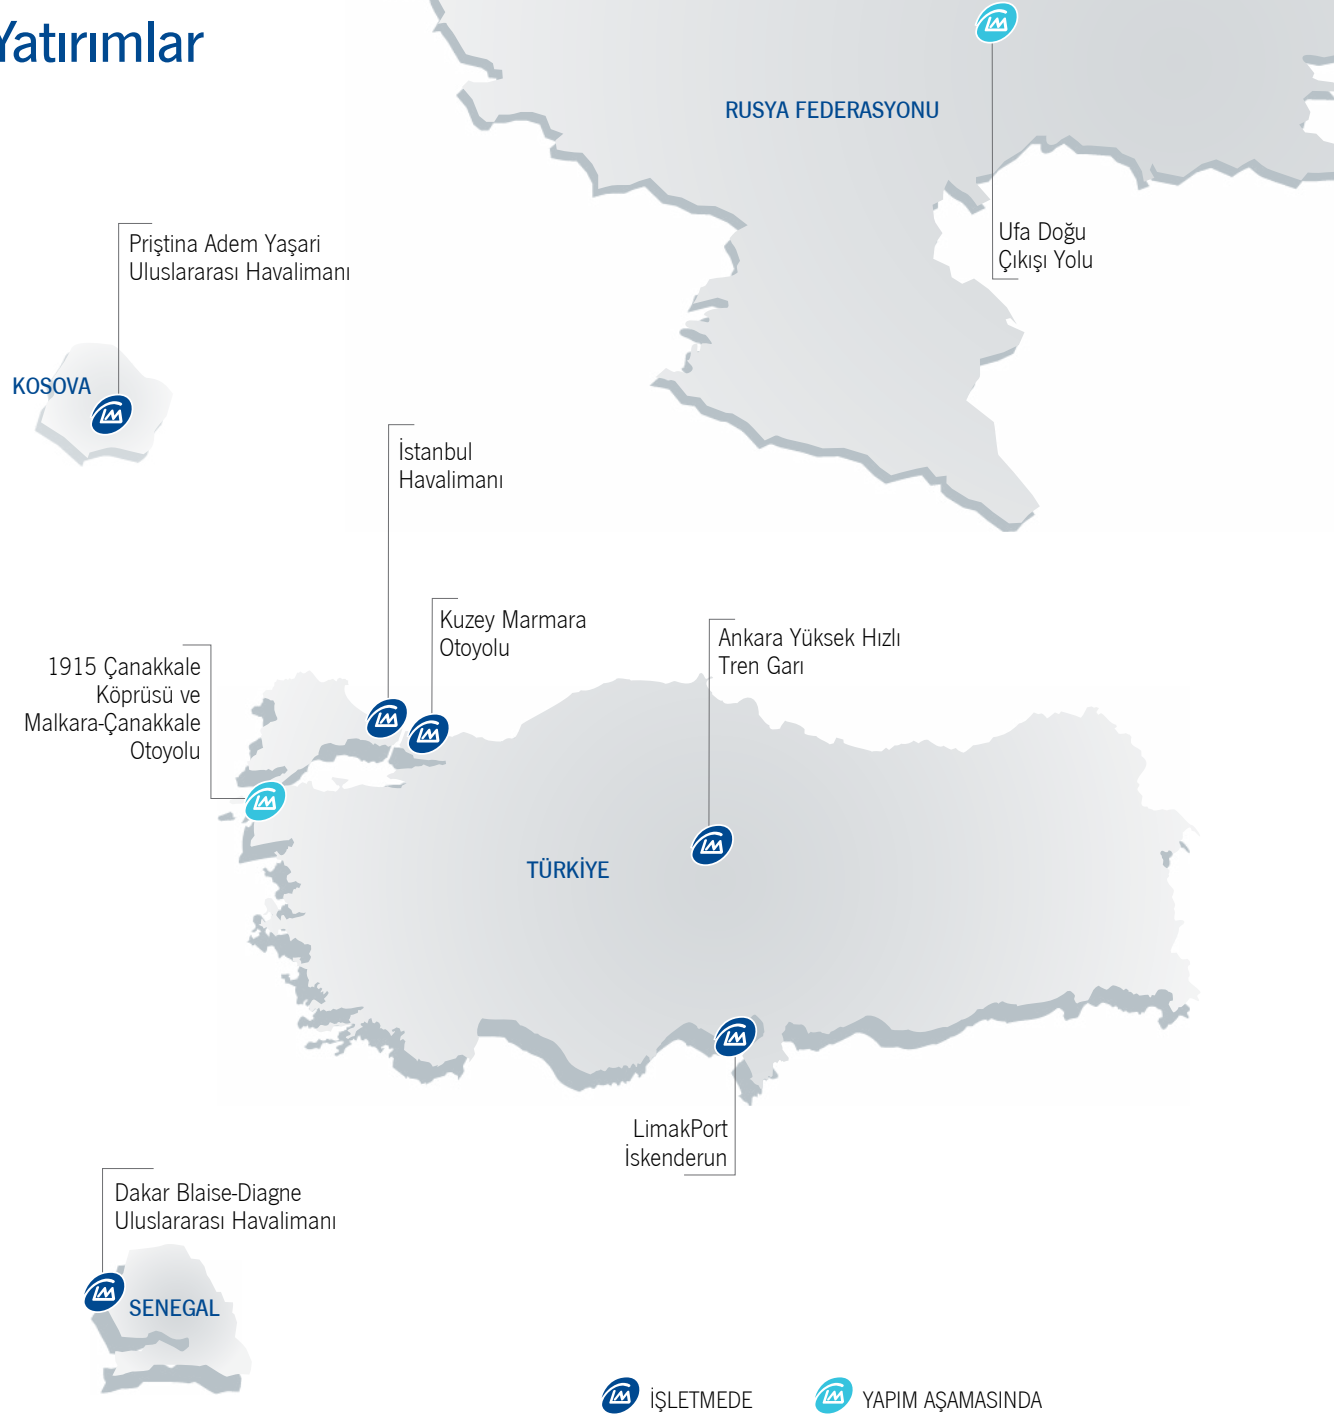 Yatırımlar
RUSYA FEDERASYONU
Ufa Doğu
Çıkışı Yolu
Priştina Adem Yaşari
Uluslararası Havalimanı
KOSOVA
İstanbul
Havalimanı
Kuzey Marmara
Otoyolu
Ankara Yüksek Hızlı
Tren Garı
1915 Çanakkale
Köprüsü ve
Malkara-Çanakkale
Otoyolu
TÜRKİYE
LimakPort
İskenderun
Dakar Blaise-Diagne
Uluslararası Havalimanı
SENEGAL
İŞLETMEDE
YAPIM AŞAMASINDA